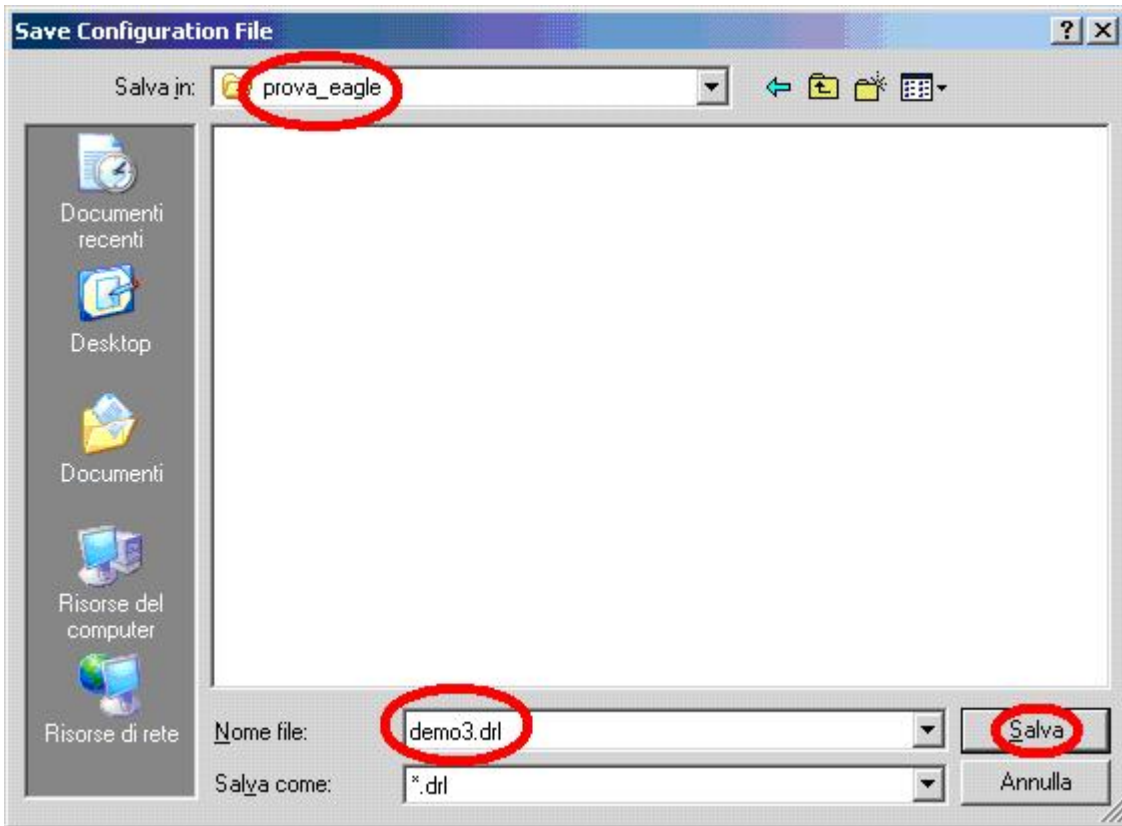 Save Configuration File
Salva in:
prova_eagle
Documenti
recenti
Desktop
Documenti
Risorse del
computer
Risorse di rete
Nome file:
demo3.drl
Salva
Salva come:
*.drl
Annulla